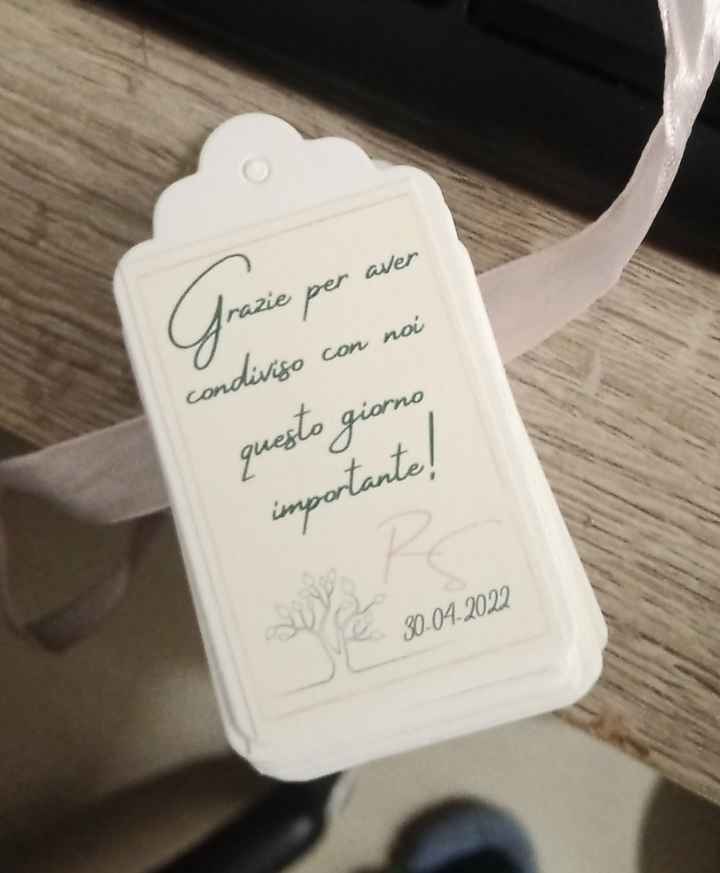 Grazie per aver
condiviso con noi
questo giorno
importante!
RS
30-04-2022